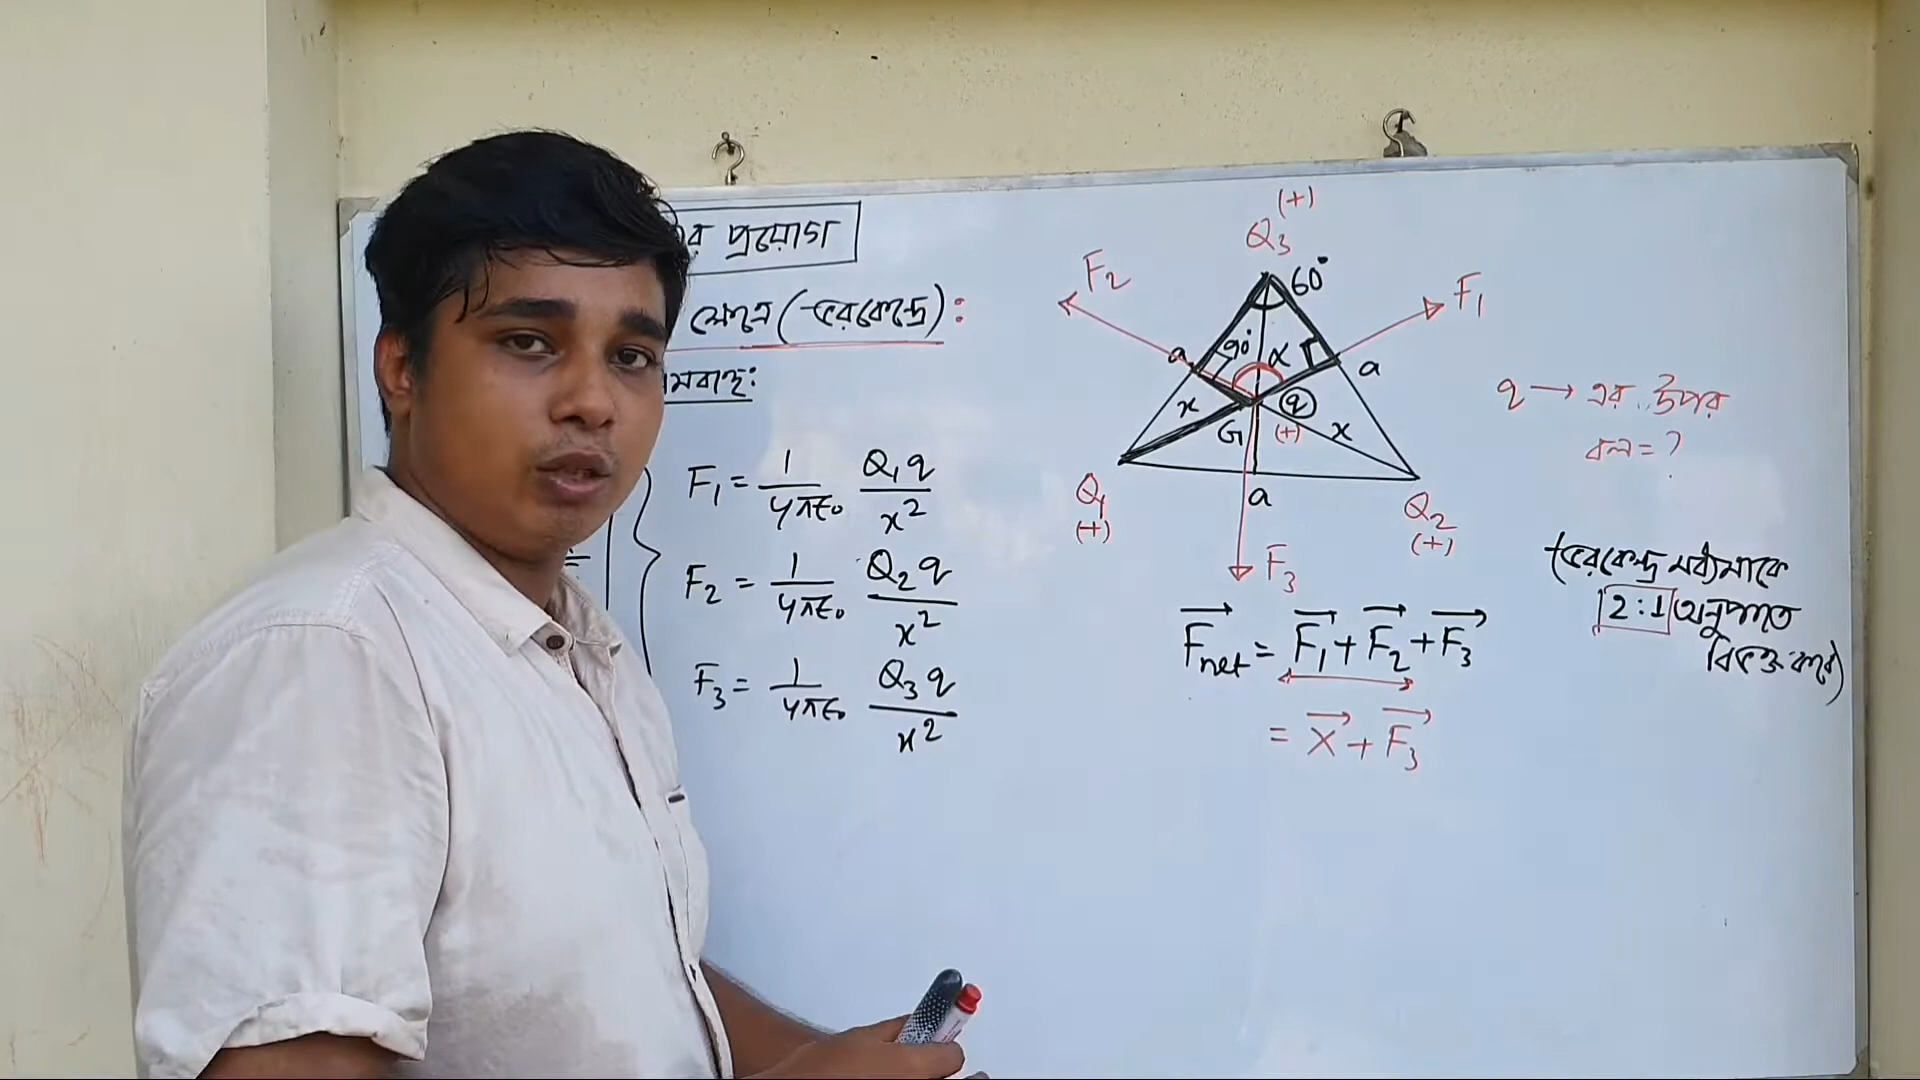 প্রয়োগ
ক্ষেত্রে (ভরকেন্দ্রে):
F₁ = 1/4πε₀ Q₁q/x²
F₂ = 1/4πε₀ Q₂q/x²
F₃ = 1/4πε₀ Q₃q/x²
(+)
Q₃
60°
F₂
F₁
90°
α
a
a
x
x
G
q
(+)
Q₁
(+)
a
Q₂
(+)
F₃
q → এর উপর
বল = ?
(ভরকেন্দ্র মধ্যমাকে
2:1 অনুপাতে
বিভক্ত করে)
F⃗net = F⃗₁ + F⃗₂ + F⃗₃
= X⃗ + F⃗₃